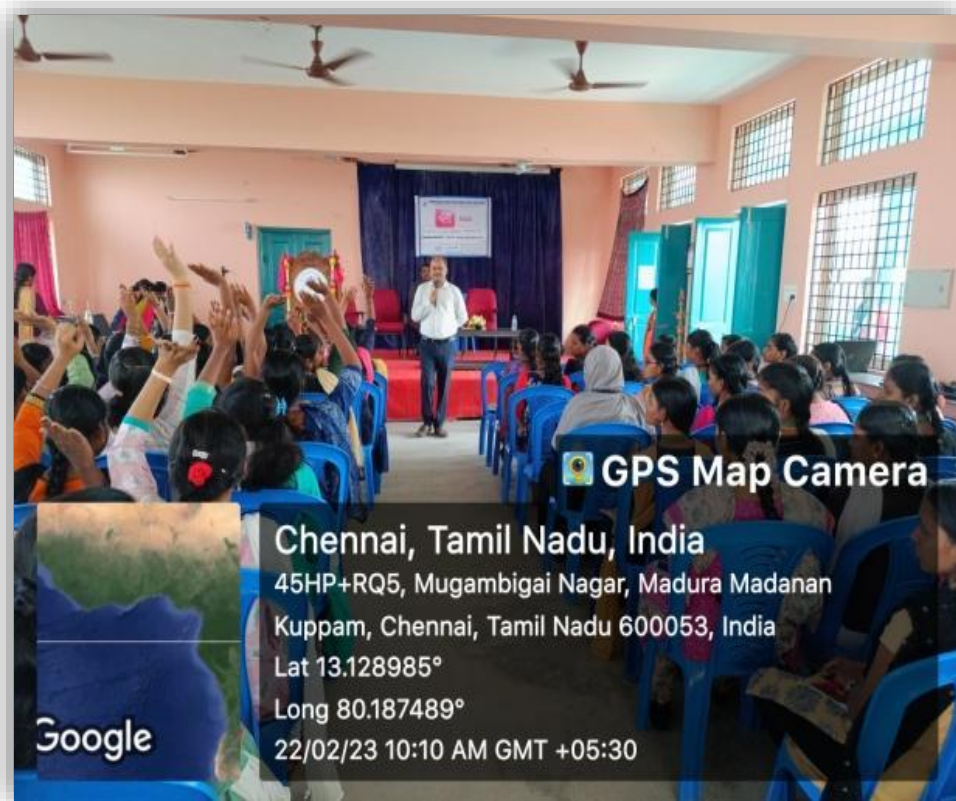 GPS Map Camera
Chennai, Tamil Nadu, India
45HP+RQ5, Mugambigai Nagar, Madura Madanan
Kuppam, Chennai, Tamil Nadu 600053, India
Lat 13.128985°
Long 80.187489°
22/02/23 10:10 AM GMT +05:30
Google